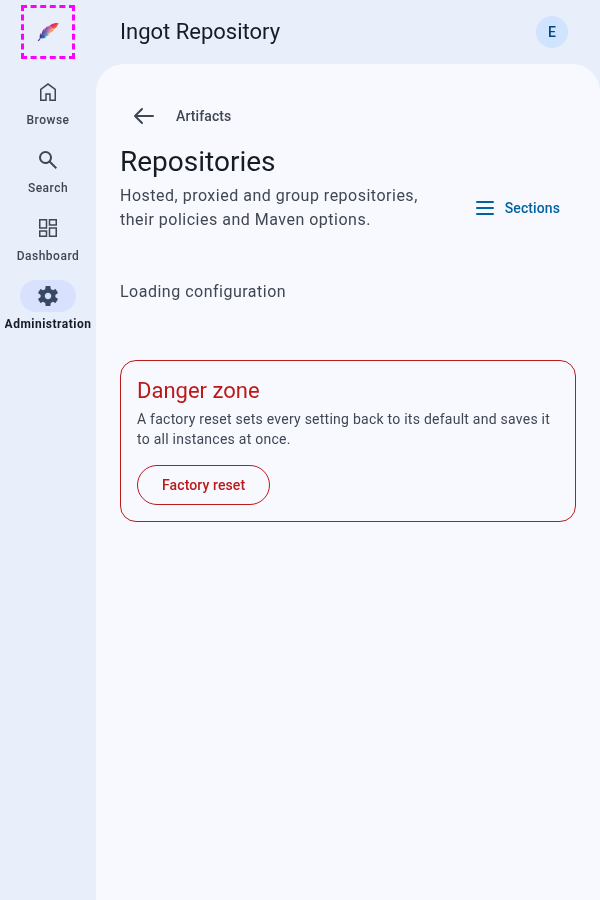 Ingot Repository
E
Browse
Search
Dashboard
Administration
Artifacts
Repositories
Hosted, proxied and group repositories,
their policies and Maven options.
Sections
Loading configuration
Danger zone
A factory reset sets every setting back to its default and saves it
to all instances at once.
Factory reset